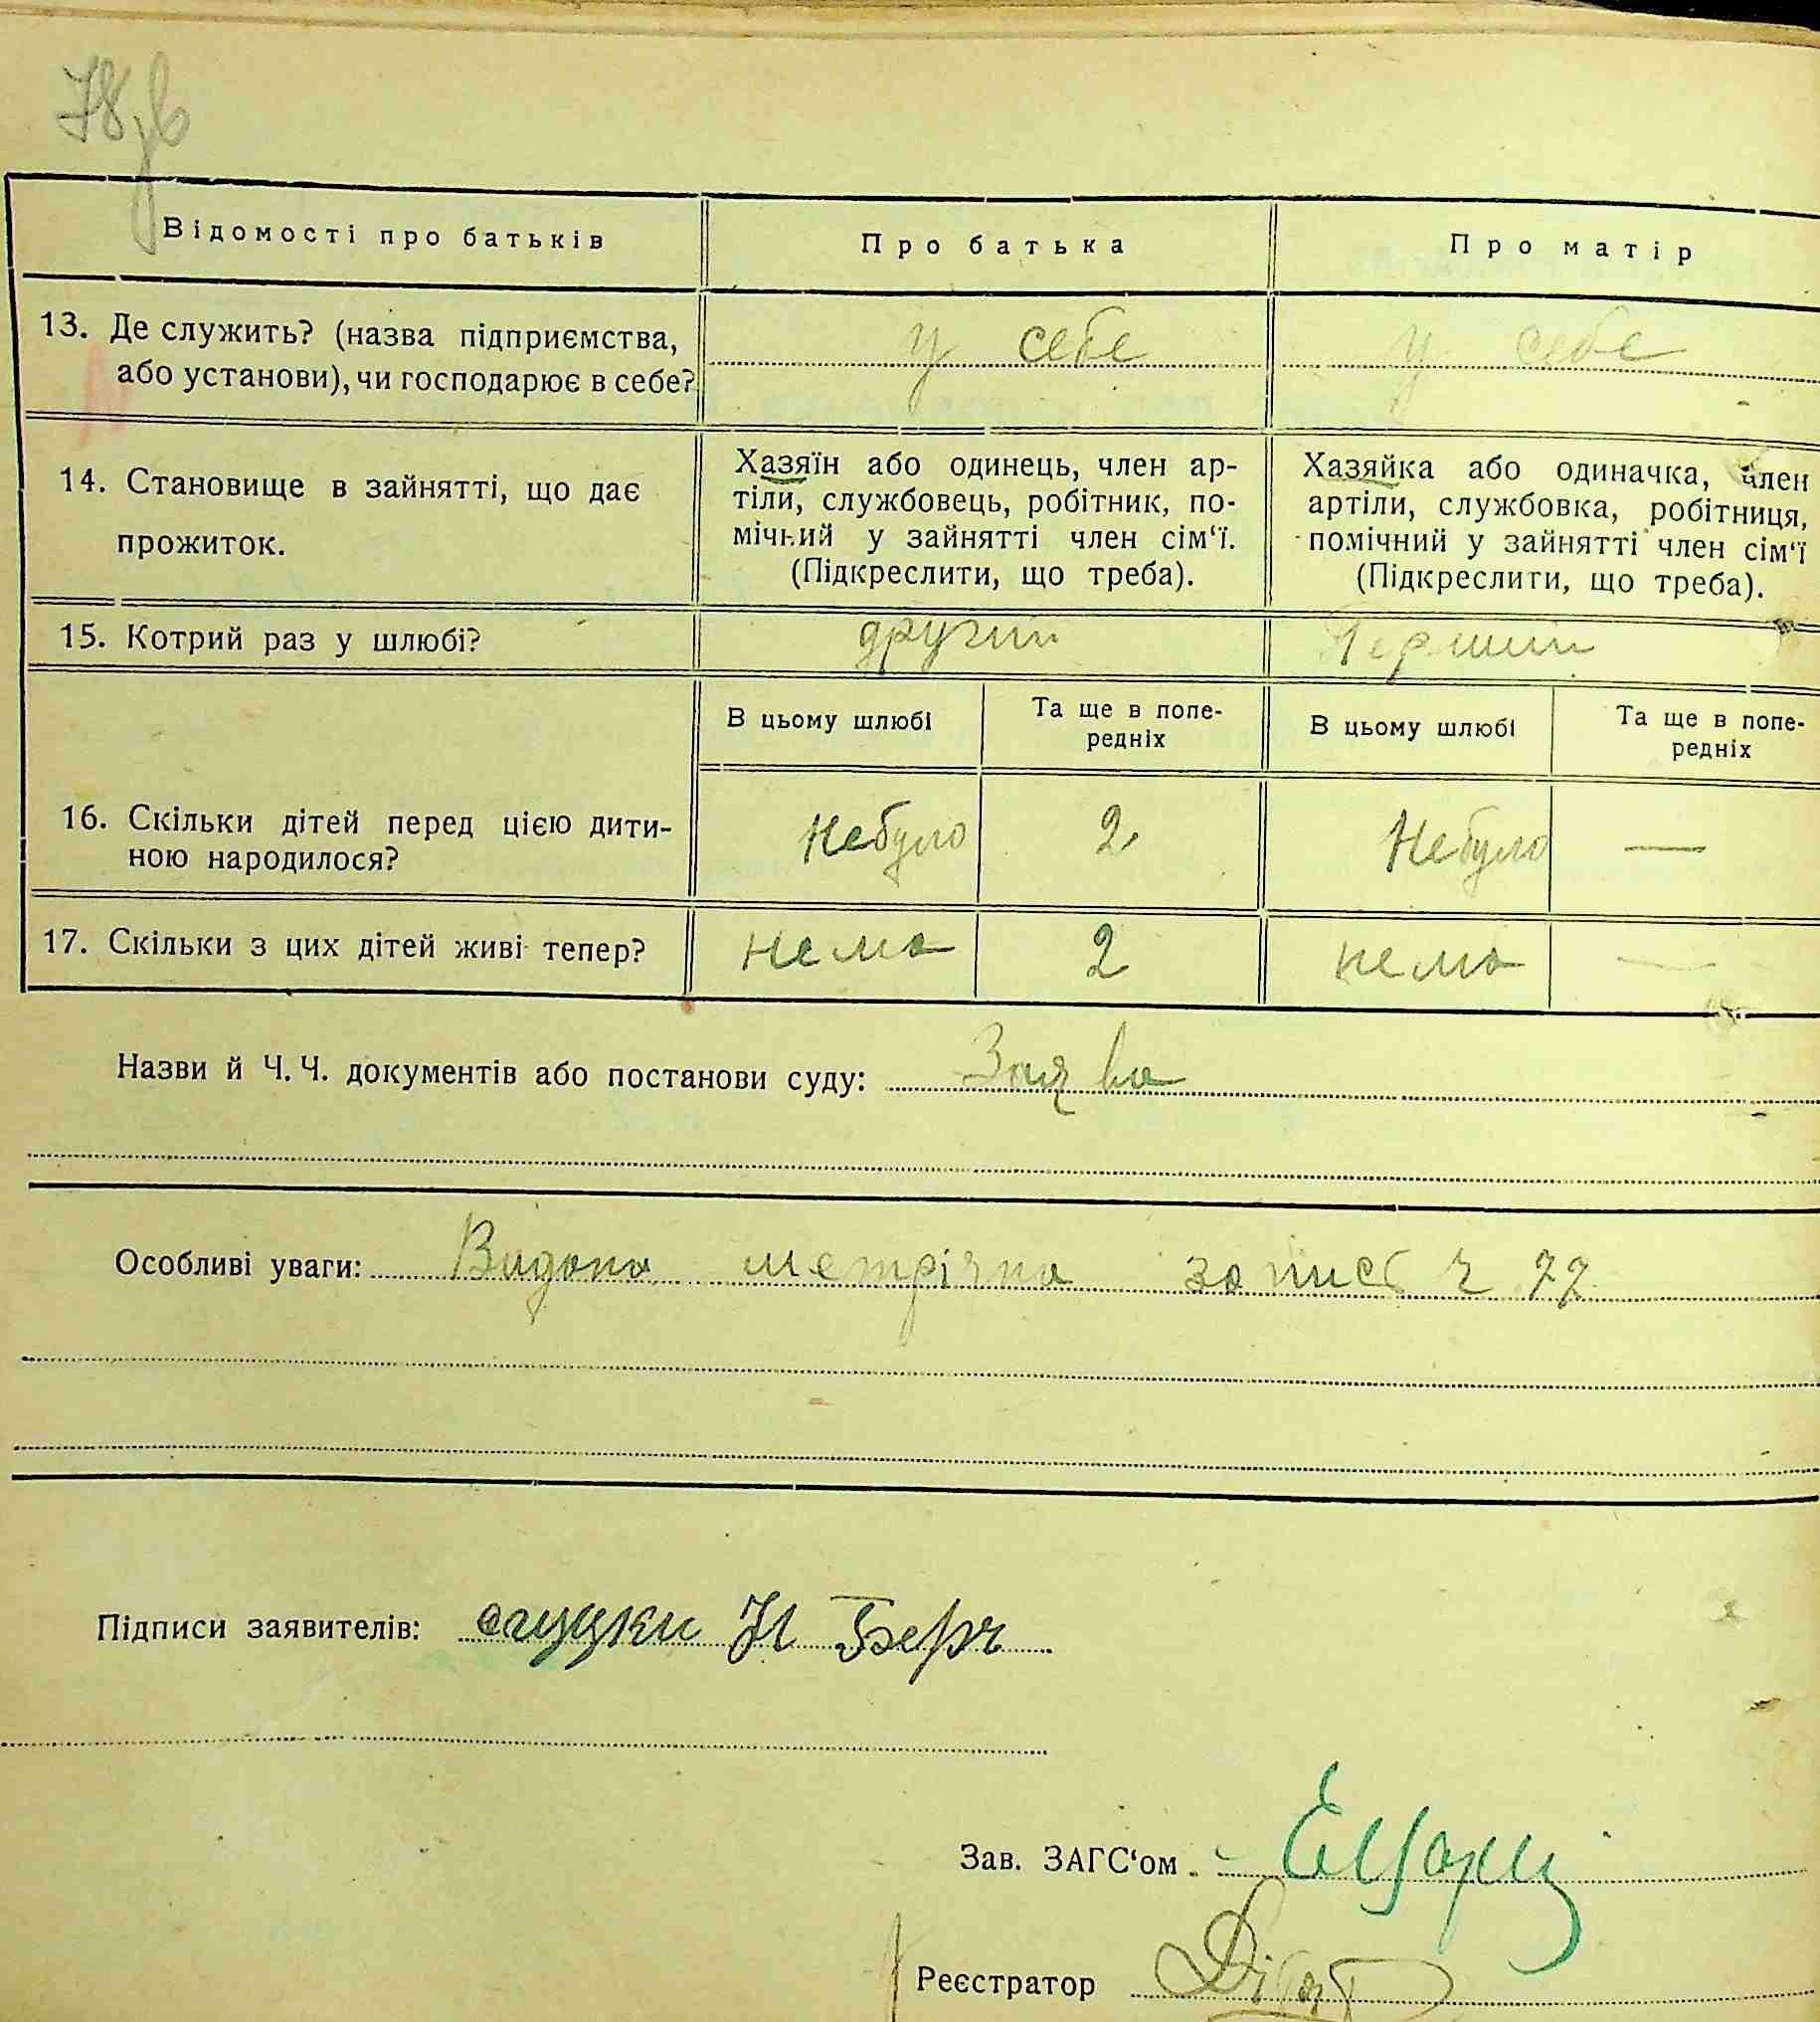 Відомості про батьків Про батька Про матір
13. Де служить? (назва підприємства, у себе у себе
або установи), чи господарює в себе?
14. Становище в зайнятті, що дає
прожиток.
Хазяїн або одинець, член ар-
тіли, службовець, робітник, по-
мічний у зайнятті член сім‘ї.
(Підкреслити, що треба).
Хазяйка або одиначка, член
артіли, службовка, робітниця,
помічний у зайнятті член сім‘ї
(Підкреслити, що треба).
15. Котрий раз у шлюбі? другий Перший
В цьому шлюбі
Та ще в попе-
редніх
В цьому шлюбі
Та ще в попе-
редніх
16. Скільки дітей перед цією дити-
ною народилося?
Небуло 2 Небуло —
17. Скільки з цих дітей живі тепер? нема 2 нема —
Назви й Ч. Ч. документів або постанови суду: Заява
Особливі уваги: Видана метрічна запись ч 77
Підписи заявителів: слуцки И Берк
Зав. ЗАГС‘ом
Реєстратор